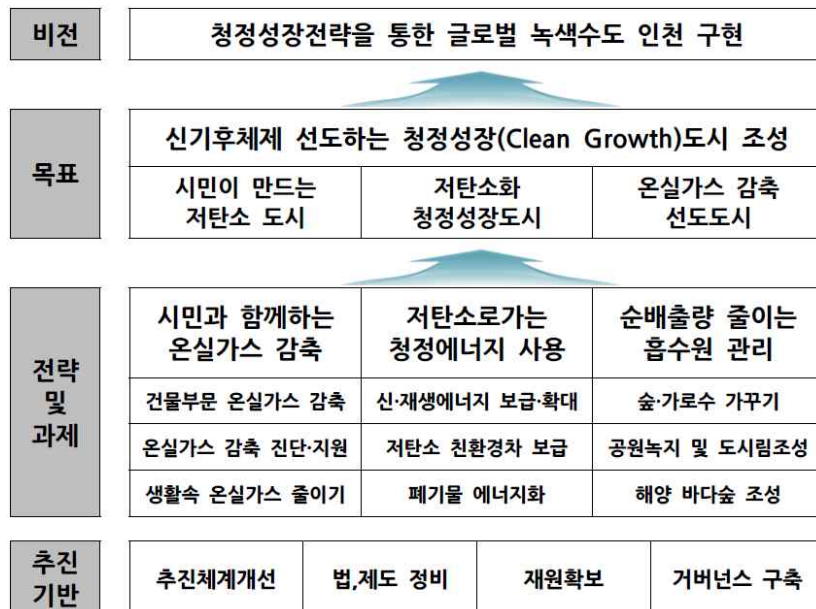 비전
청정성장전략을 통한 글로벌 녹색수도 인천 구현
목표
신기후체제 선도하는 청정성장(Clean Growth)도시 조성
시민이 만드는
저탄소 도시
저탄소화
청정성장도시
온실가스 감축
선도도시
전략
및
과제
시민과 함께하는
온실가스 감축
저탄소로가는
청정에너지 사용
순배출량 줄이는
흡수원 관리
건물부문 온실가스 감축
신·재생에너지 보급·확대
숲·가로수 가꾸기
온실가스 감축 진단·지원
저탄소 친환경차 보급
공원녹지 및 도시림조성
생활속 온실가스 줄이기
폐기물 에너지화
해양 바다숲 조성
추진
기반
추진체계개선
법,제도 정비
재원확보
거버넌스 구축